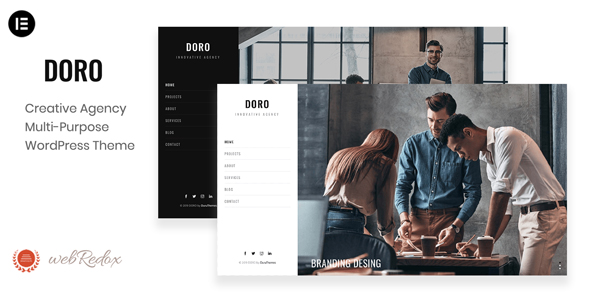 DORO
Creative Agency
Multi-Purpose
WordPress Theme
webRedox
DORO
INNOVATIVE AGENCY
HOME
PROJECTS
ABOUT
SERVICES
BLOG
CONTACT
DORO
INNOVATIVE AGENCY
HOME
PROJECTS
ABOUT
SERVICES
BLOG
CONTACT
BRANDING DESING